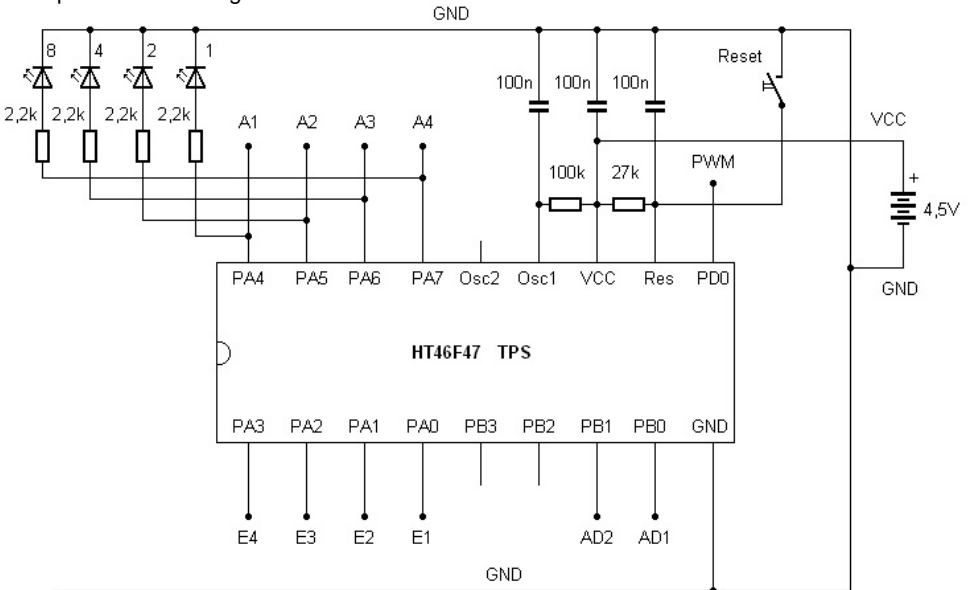 GND
8 4 2 1
Reset
100n 100n 100n
2,2k 2,2k 2,2k 2,2k
A1 A2 A3 A4
VCC
PWM
100k 27k
+
4,5V
PA4 PA5 PA6 PA7 Osc2 Osc1 VCC Res PD0
GND
HT46F47 TPS
PA3 PA2 PA1 PA0 PB3 PB2 PB1 PB0 GND
E4 E3 E2 E1 AD2 AD1
GND